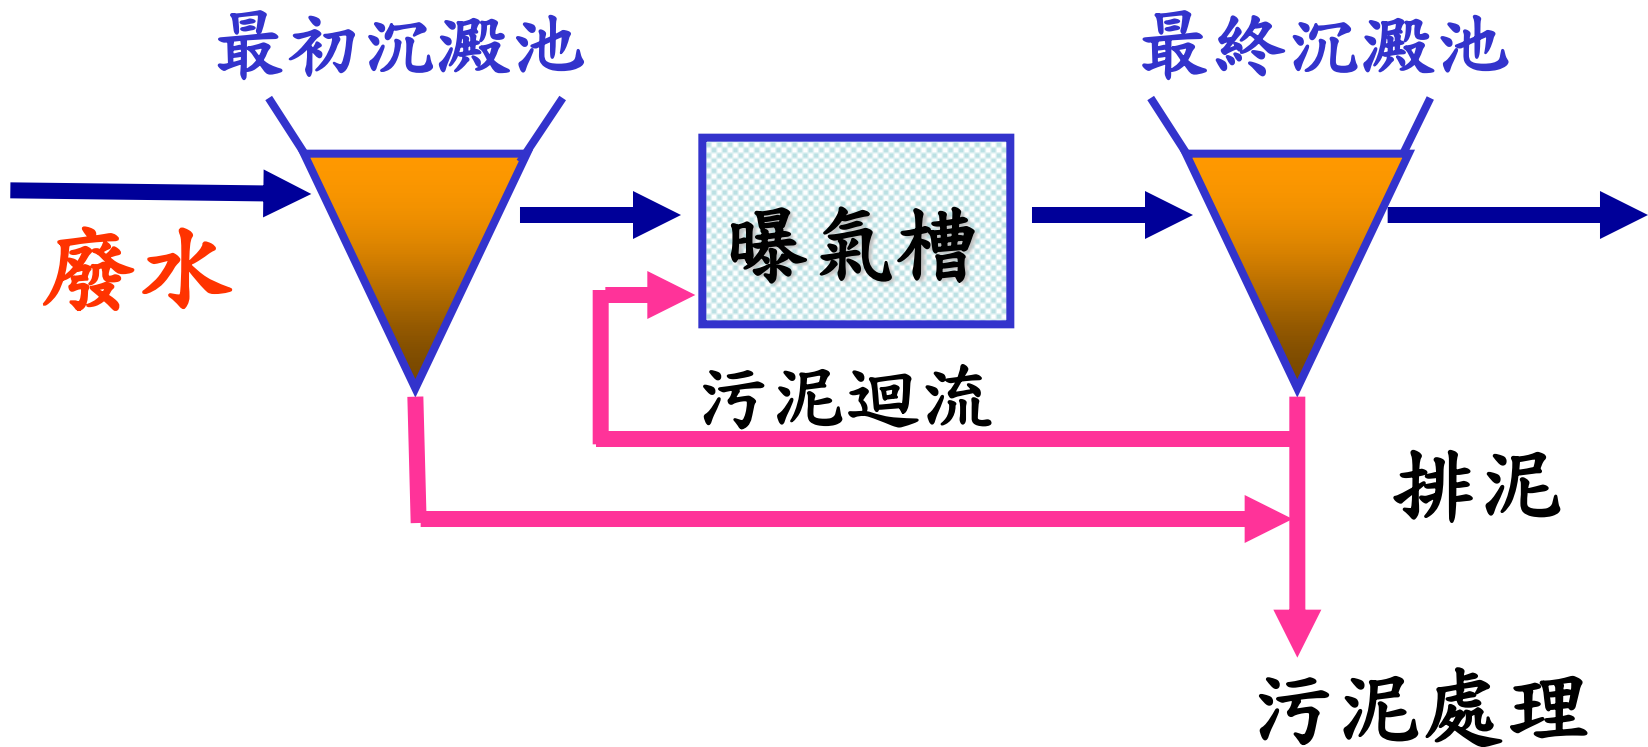 最初沉澱池
最終沉澱池
廢水
曝氣槽
污泥迴流
排泥
污泥處理